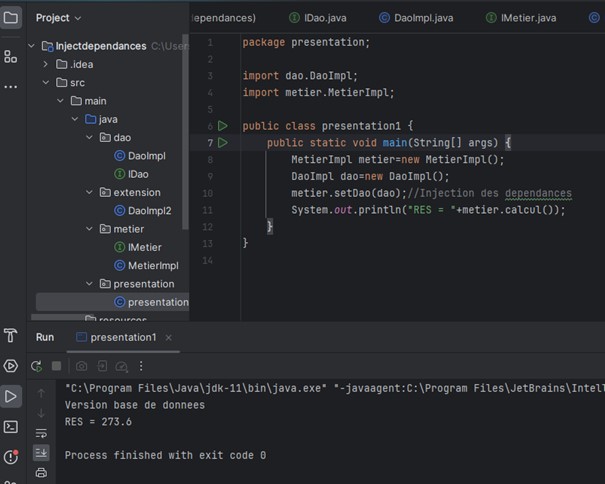 Project
ependances)
IDao.java
DaoImpl.java
IMetier.java
Injectdependances C:\Users
.idea
src
main
java
dao
DaoImpl
IDao
extension
DaoImpl2
metier
IMetier
MetierImpl
presentation
presentation
resources
1 package presentation;
2
3 import dao.DaoImpl;
4 import metier.MetierImpl;
5
6 public class presentation1 {
7 public static void main(String[] args) {
8 MetierImpl metier=new MetierImpl();
9 DaoImpl dao=new DaoImpl();
10 metier.setDao(dao);//Injection des dependances
11 System.out.println("RES = "+metier.calcul());
12 }
13 }
14
Run presentation1
"C:\Program Files\Java\jdk-11\bin\java.exe" "-javaagent:C:\Program Files\JetBrains\Intell
Version base de donnees
RES = 273.6
Process finished with exit code 0